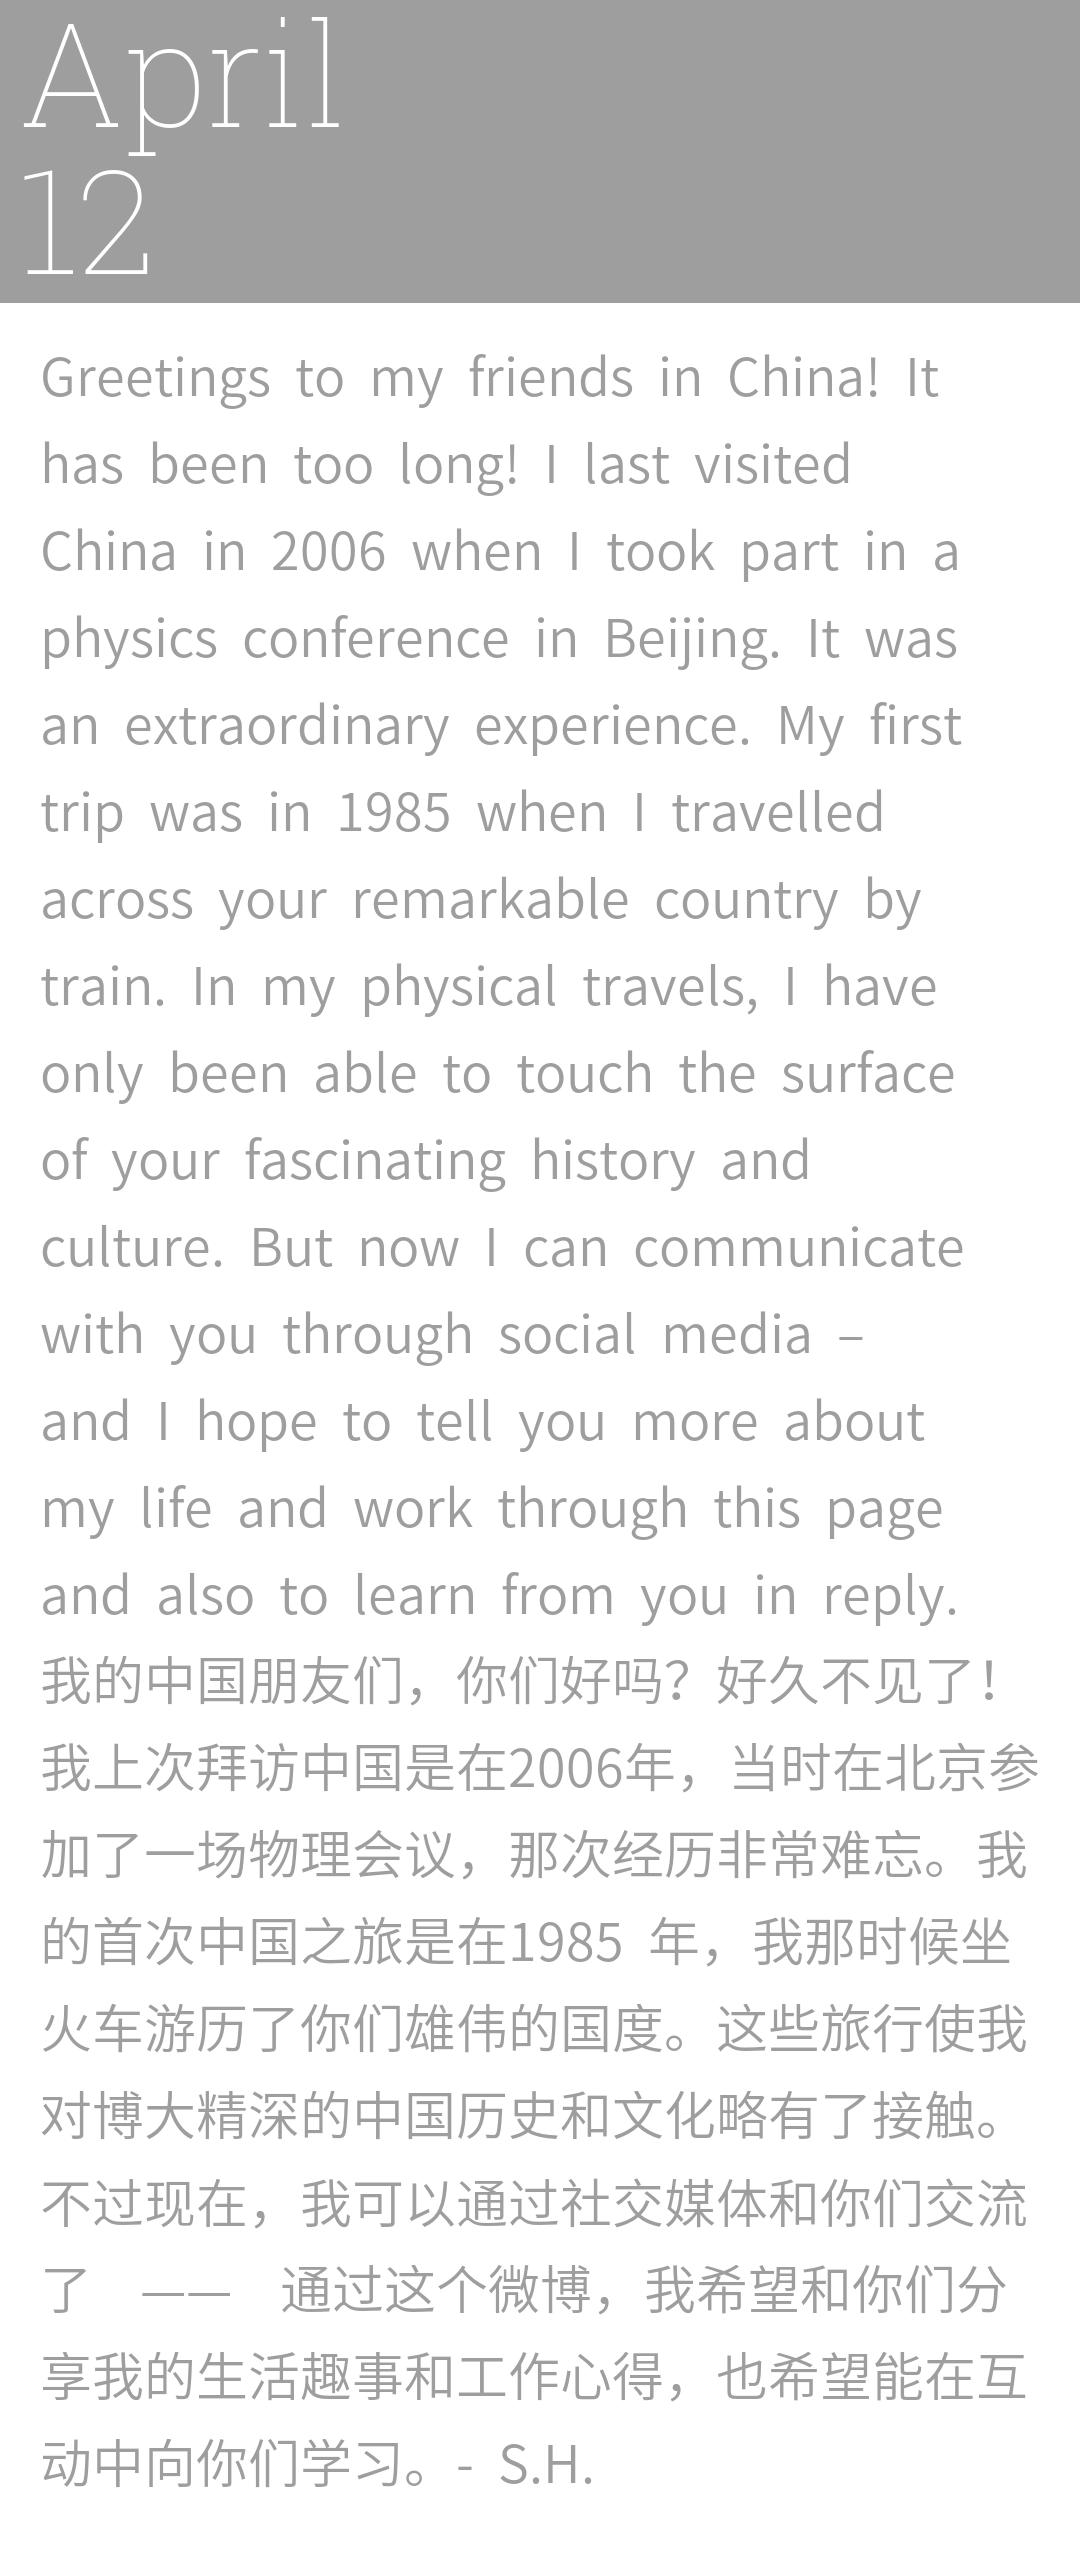 April
12
Greetings to my friends in China! It
has been too long! I last visited
China in 2006 when I took part in a
physics conference in Beijing. It was
an extraordinary experience. My first
trip was in 1985 when I travelled
across your remarkable country by
train. In my physical travels, I have
only been able to touch the surface
of your fascinating history and
culture. But now I can communicate
with you through social media –
and I hope to tell you more about
my life and work through this page
and also to learn from you in reply.
我的中国朋友们，你们好吗？好久不见了！
我上次拜访中国是在2006年，当时在北京参
加了一场物理会议，那次经历非常难忘。我
的首次中国之旅是在1985 年，我那时候坐
火车游历了你们雄伟的国度。这些旅行使我
对博大精深的中国历史和文化略有了接触。
不过现在，我可以通过社交媒体和你们交流
了　——　通过这个微博，我希望和你们分
享我的生活趣事和工作心得，也希望能在互
动中向你们学习。- S.H.